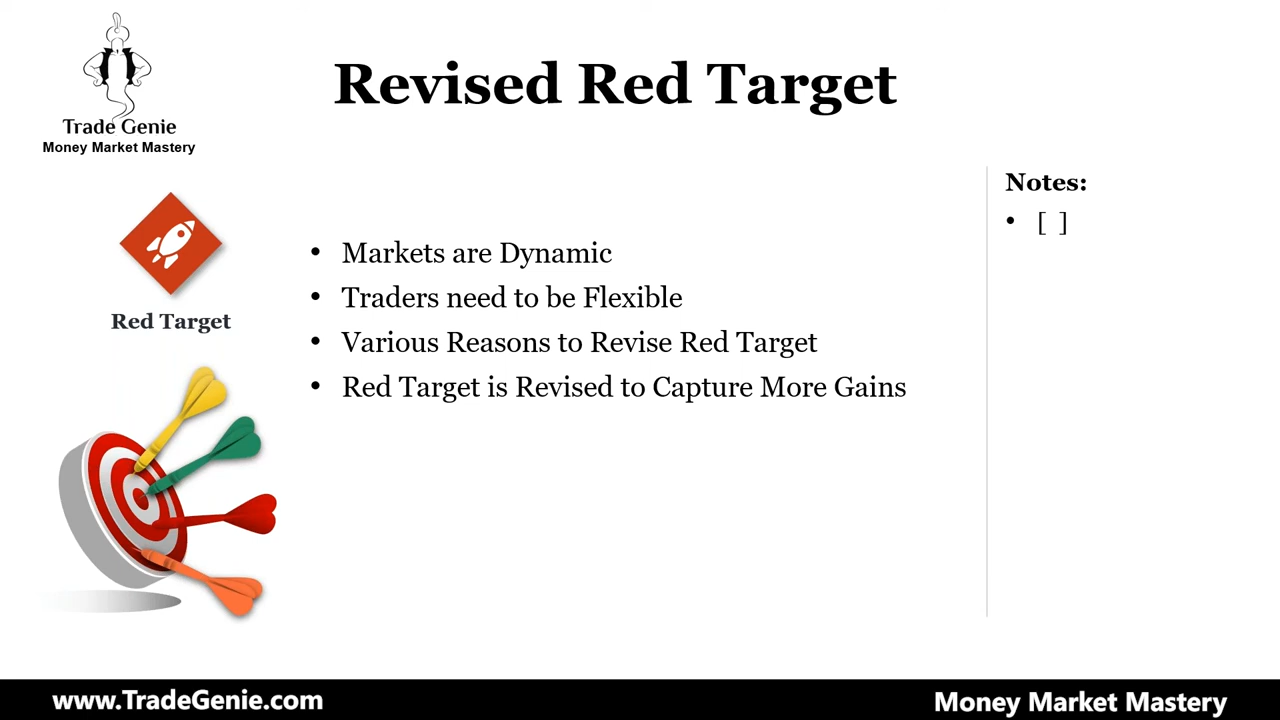 Trade Genie
Money Market Mastery
Revised Red Target
Red Target
• Markets are Dynamic
• Traders need to be Flexible
• Various Reasons to Revise Red Target
• Red Target is Revised to Capture More Gains
Notes:
• [ ]
www.TradeGenie.com
Money Market Mastery